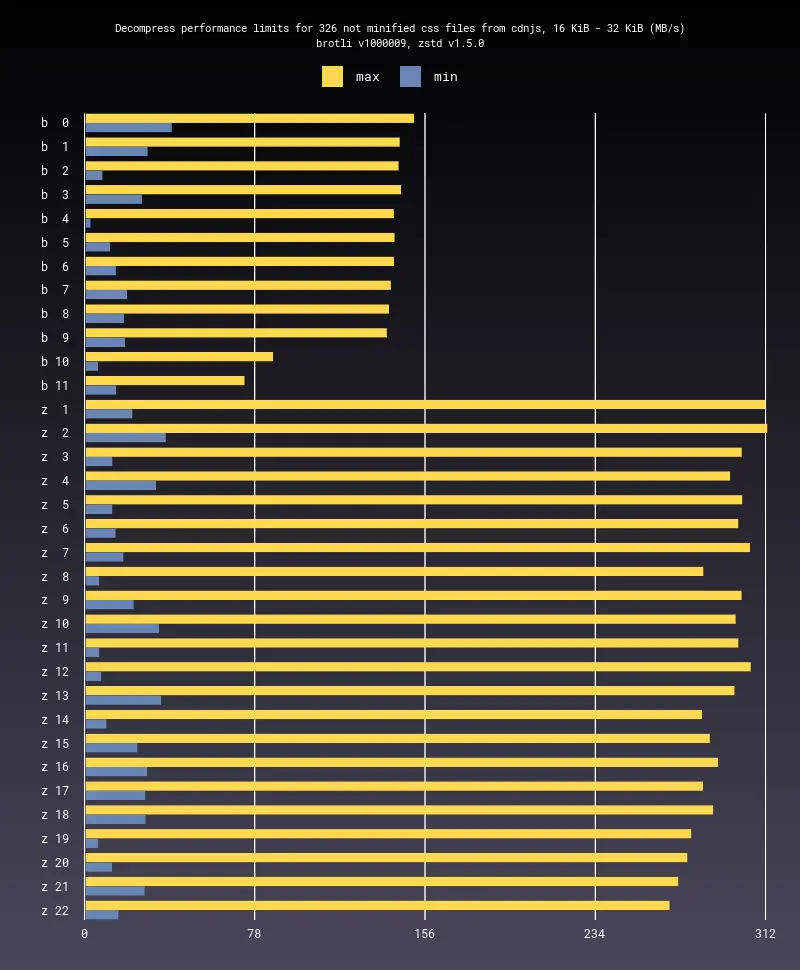 Decompress performance limits for 326 not minified css files from cdnjs, 16 KiB - 32 KiB (MB/s)
brotli v1000009, zstd v1.5.0
max min
b 0
b 1
b 2
b 3
b 4
b 5
b 6
b 7
b 8
b 9
b 10
b 11
z 1
z 2
z 3
z 4
z 5
z 6
z 7
z 8
z 9
z 10
z 11
z 12
z 13
z 14
z 15
z 16
z 17
z 18
z 19
z 20
z 21
z 22
0 78 156 234 312